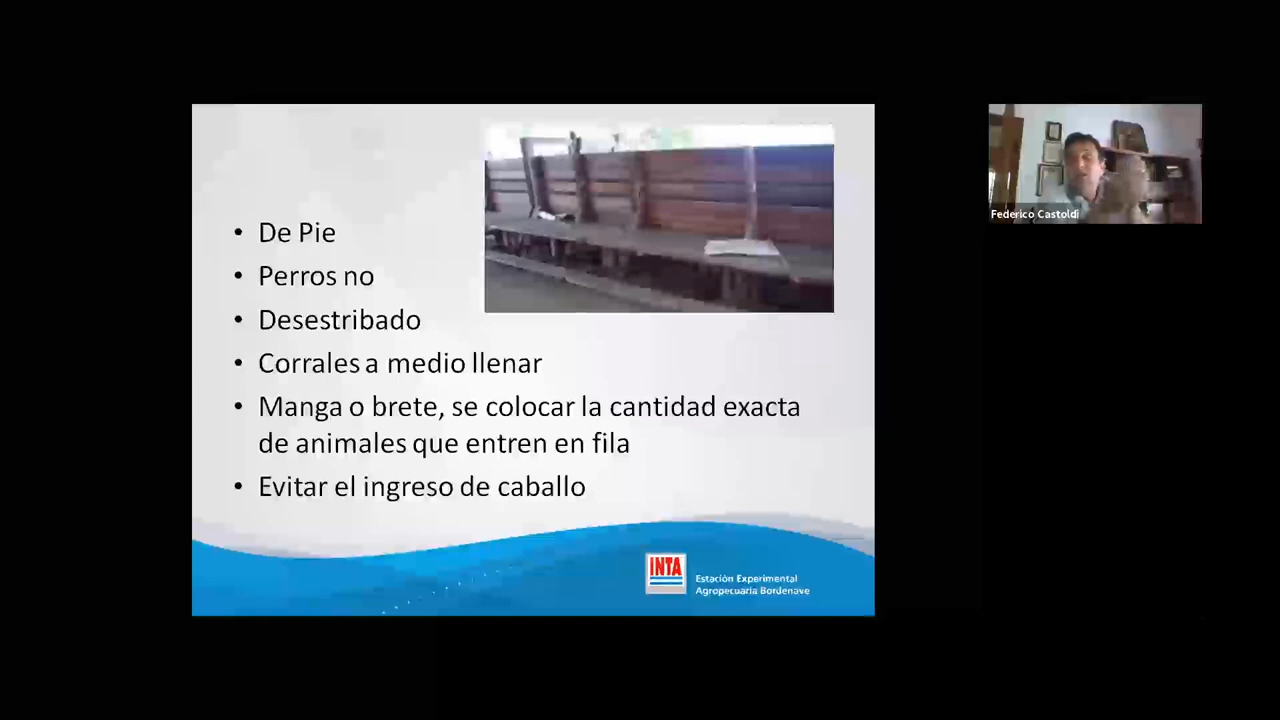 De Pie
Perros no
Desestribado
Corrales a medio llenar
Manga o brete, se colocar la cantidad exacta
de animales que entren en fila
Evitar el ingreso de caballo
INTA
Estación Experimental
Agropecuaria Bordenave
Federico Castoldi